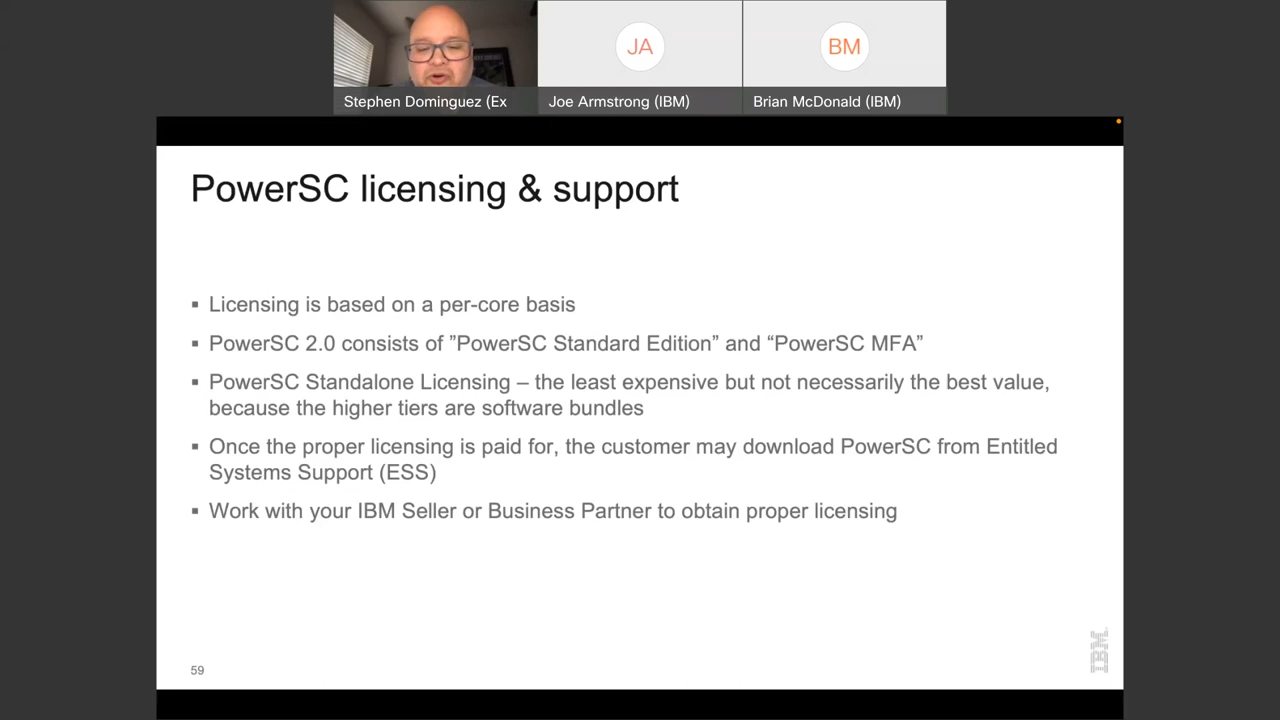 JA
BM
Stephen Dominguez (Ex
Joe Armstrong (IBM)
Brian McDonald (IBM)
PowerSC licensing & support
▪ Licensing is based on a per-core basis
▪ PowerSC 2.0 consists of ”PowerSC Standard Edition” and “PowerSC MFA”
▪ PowerSC Standalone Licensing – the least expensive but not necessarily the best value,
because the higher tiers are software bundles
▪ Once the proper licensing is paid for, the customer may download PowerSC from Entitled
Systems Support (ESS)
▪ Work with your IBM Seller or Business Partner to obtain proper licensing
59
IBM